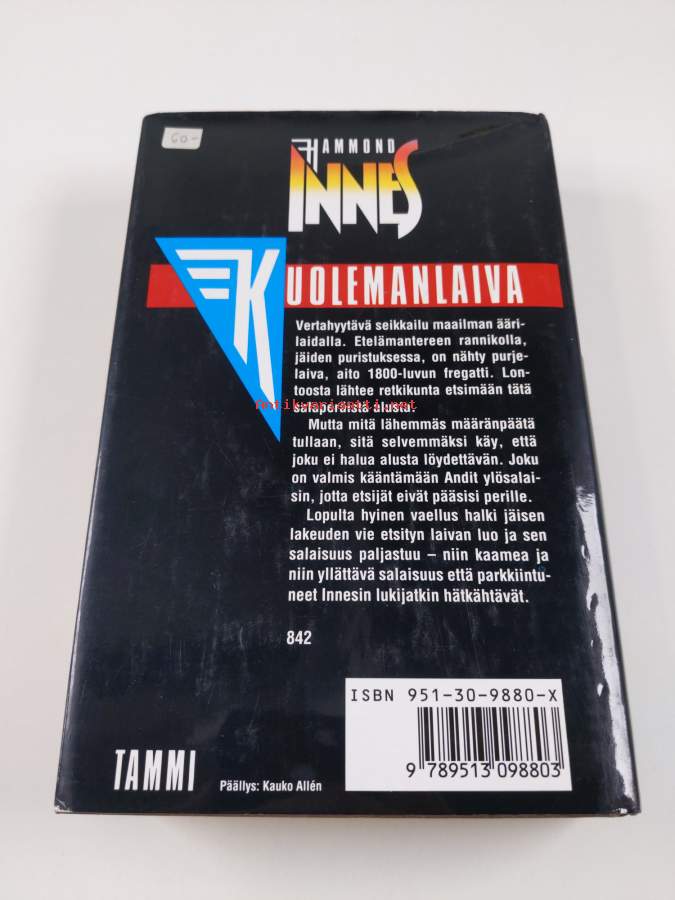 60.-
HAMMOND
INNES
KUOLEMANLAIVA
Vertahyytävä seikkailu maailman ääri-
laidalla. Etelämantereen rannikolla,
jäiden puristuksessa, on nähty purje-
laiva, aito 1800-luvun fregatti. Lon-
toosta lähtee retkikunta etsimään tätä
salaperäistä alusta.
antikvariaatti.net
Mutta mitä lähemmäs määränpäätä
tullaan, sitä selvemmäksi käy, että
joku ei halua alusta löydettävän. Joku
on valmis kääntämään Andit ylösalai-
sin, jotta etsijät eivät pääsisi perille.
Lopulta hyinen vaellus halki jäisen
lakeuden vie etsityn laivan luo ja sen
salaisuus paljastuu – niin kaamea ja
niin yllättävä salaisuus että parkkiintu-
neet Innesin lukijatkin hätkähtävät.
842
ISBN 951-30-9880-X
9 789513 098803
TAMMI
Päällys: Kauko Allén